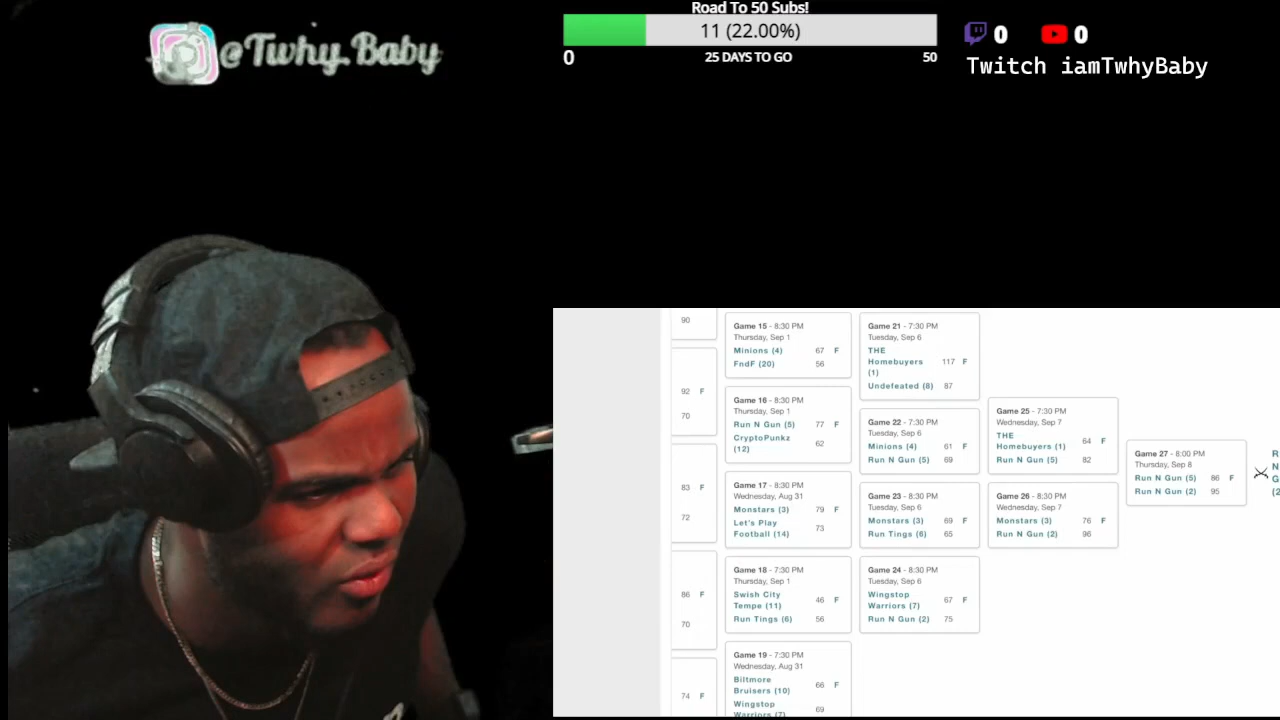 @Twhy.Baby
Road To 50 Subs!
11 (22.00%)
0
25 DAYS TO GO
50
0
0
Twitch iamTwhyBaby
90
92 F
70
83 F
72
86 F
70
74 F
Game 15 - 8:30 PM
Thursday, Sep 1
Minions (4) 67 F
FndF (20) 56
Game 16 - 8:30 PM
Thursday, Sep 1
Run N Gun (5) 77 F
CryptoPunkz
(12) 62
Game 17 - 8:30 PM
Wednesday, Aug 31
Monstars (3) 79 F
Let's Play
Football (14) 73
Game 18 - 7:30 PM
Thursday, Sep 1
Swish City
Tempe (11) 46 F
Run Tings (6) 56
Game 19 - 7:30 PM
Wednesday, Aug 31
Biltmore
Bruisers (10) 66 F
Wingstop
Warriors (7) 69
Game 21 - 7:30 PM
Tuesday, Sep 6
THE
Homebuyers
(1) 117 F
Undefeated (8) 87
Game 22 - 7:30 PM
Tuesday, Sep 6
Minions (4) 61 F
Run N Gun (5) 69
Game 23 - 8:30 PM
Tuesday, Sep 6
Monstars (3) 69 F
Run Tings (6) 65
Game 24 - 8:30 PM
Tuesday, Sep 6
Wingstop
Warriors (7) 67 F
Run N Gun (2) 75
Game 25 - 7:30 PM
Wednesday, Sep 7
THE
Homebuyers (1) 64 F
Run N Gun (5) 82
Game 26 - 8:30 PM
Wednesday, Sep 7
Monstars (3) 76 F
Run N Gun (2) 96
Game 27 - 8:00 PM
Thursday, Sep 8
Run N Gun (5) 86 F
Run N Gun (2) 95
R
N
G
(2